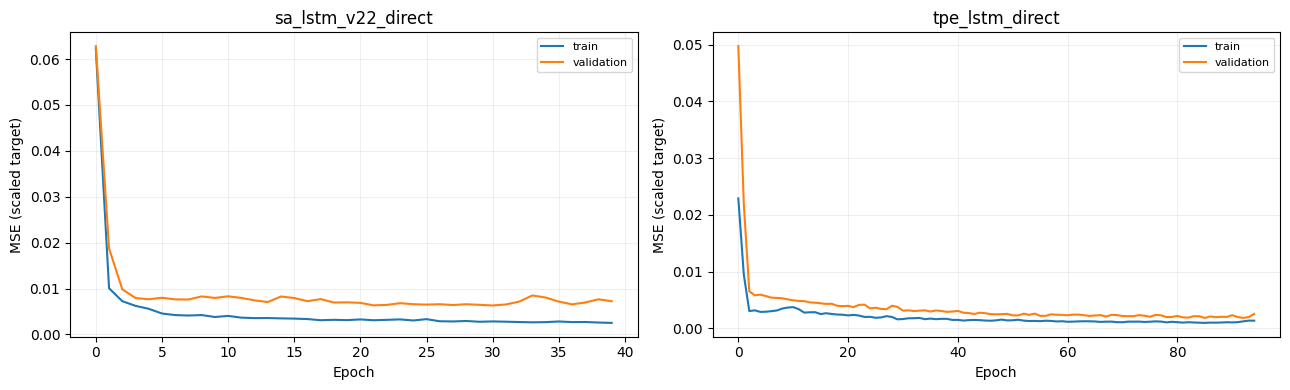 sa_lstm_v22_direct
train
validation
MSE (scaled target)
0.06
0.05
0.04
0.03
0.02
0.01
0.00
0 5 10 15 20 25 30 35 40
Epoch
tpe_lstm_direct
train
validation
MSE (scaled target)
0.05
0.04
0.03
0.02
0.01
0.00
0 20 40 60 80
Epoch